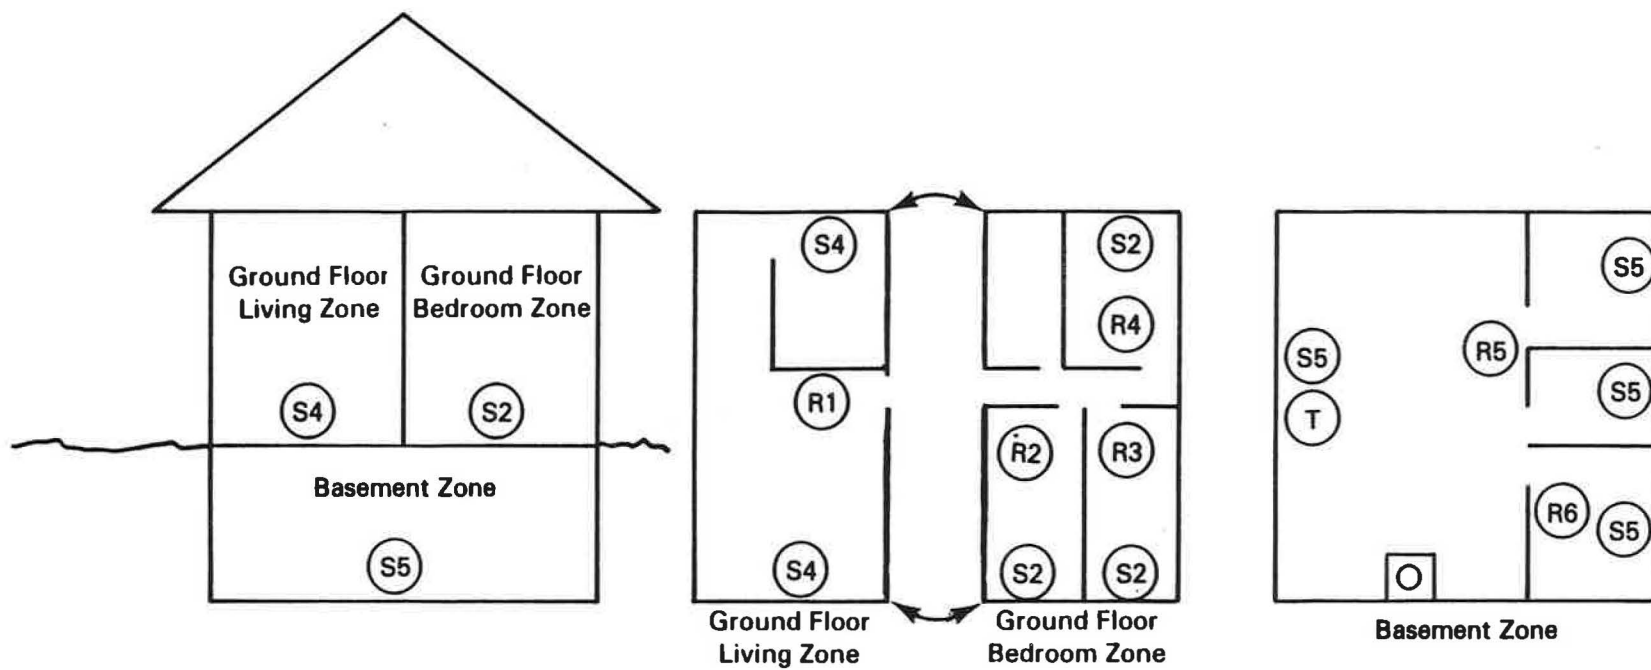 Ground Floor
Living Zone
Ground Floor
Bedroom Zone
S4
S2
Basement Zone
S5
S4
R1
S4
Ground Floor
Living Zone
S2
R4
R2
R3
S2
S2
Ground Floor
Bedroom Zone
S5
R5
S5
T
S5
R6
S5
Basement Zone